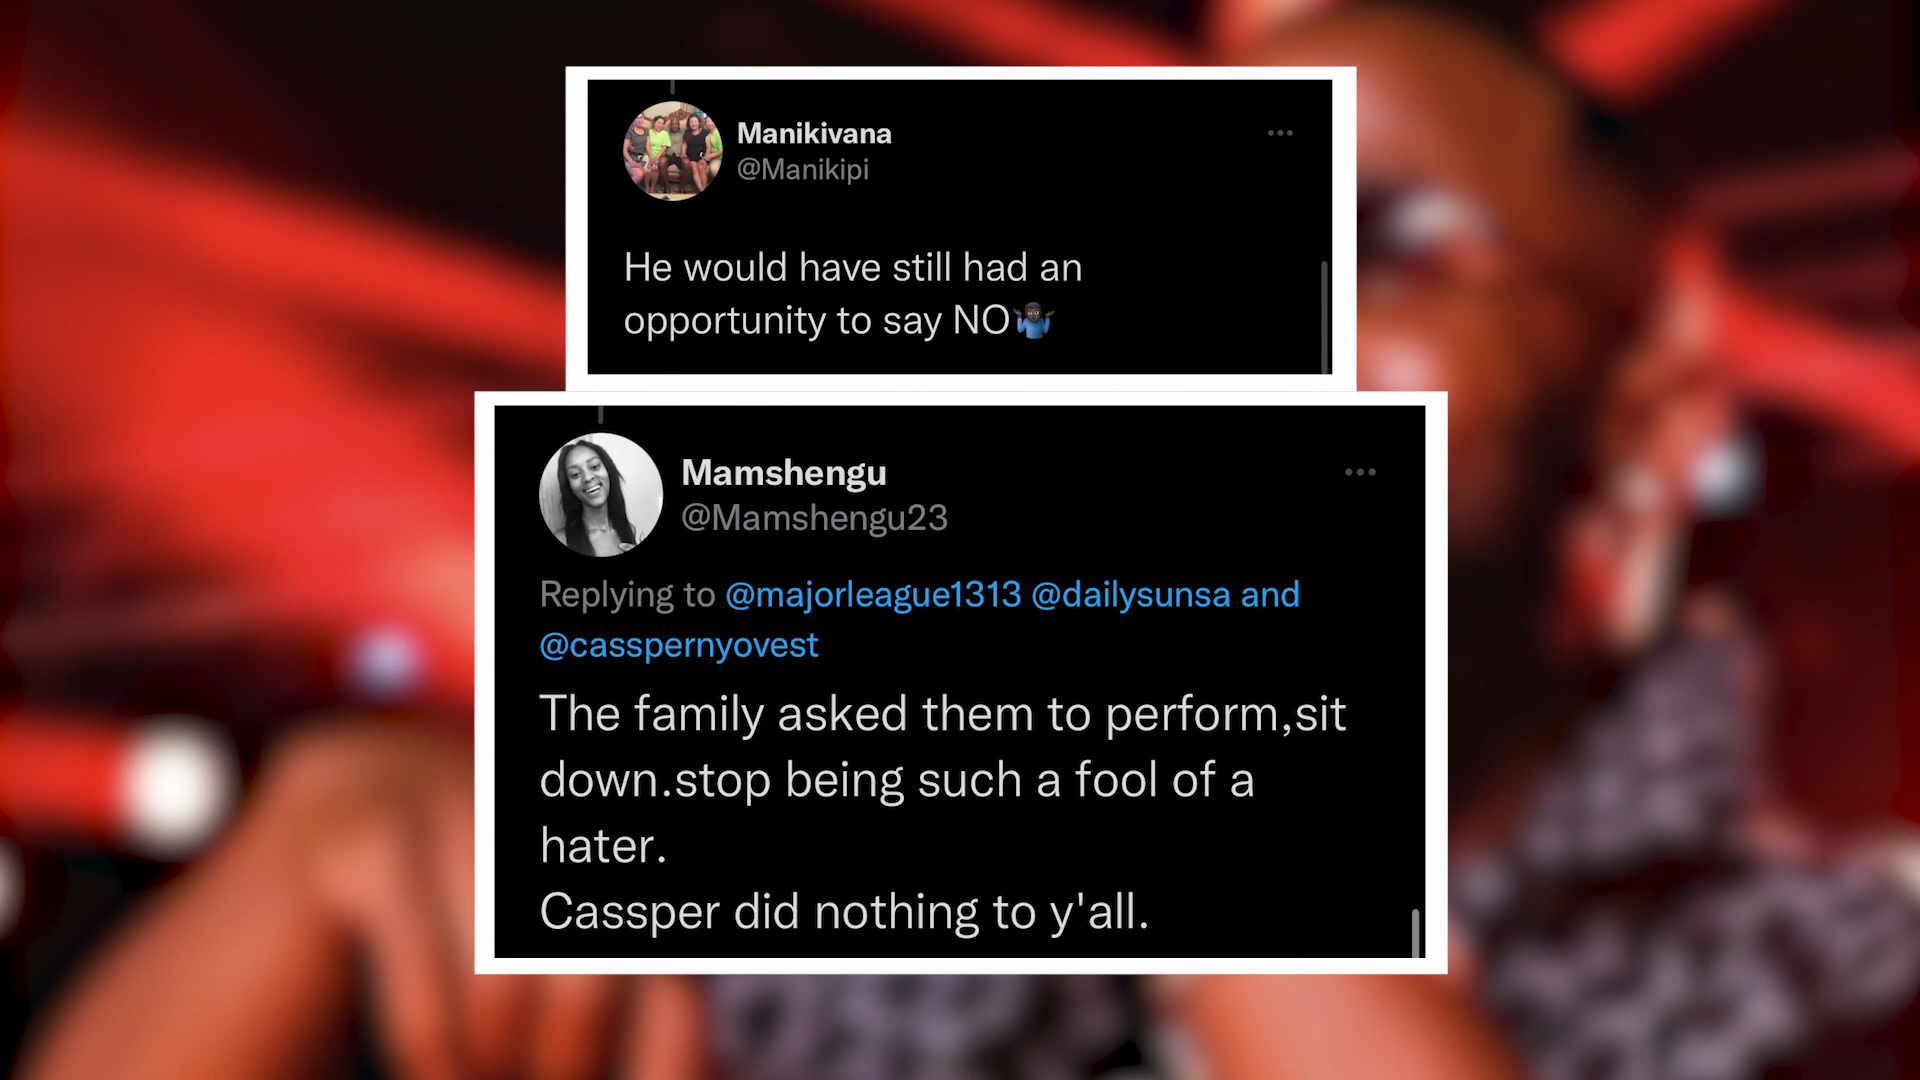 Manikivana
@Manikipi
He would have still had an
opportunity to say NO🤷🏿‍♂️
Mamshengu
@Mamshengu23
Replying to @majorleague1313 @dailysunsa and
@casspernyovest
The family asked them to perform,sit
down.stop being such a fool of a
hater.
Cassper did nothing to y'all.